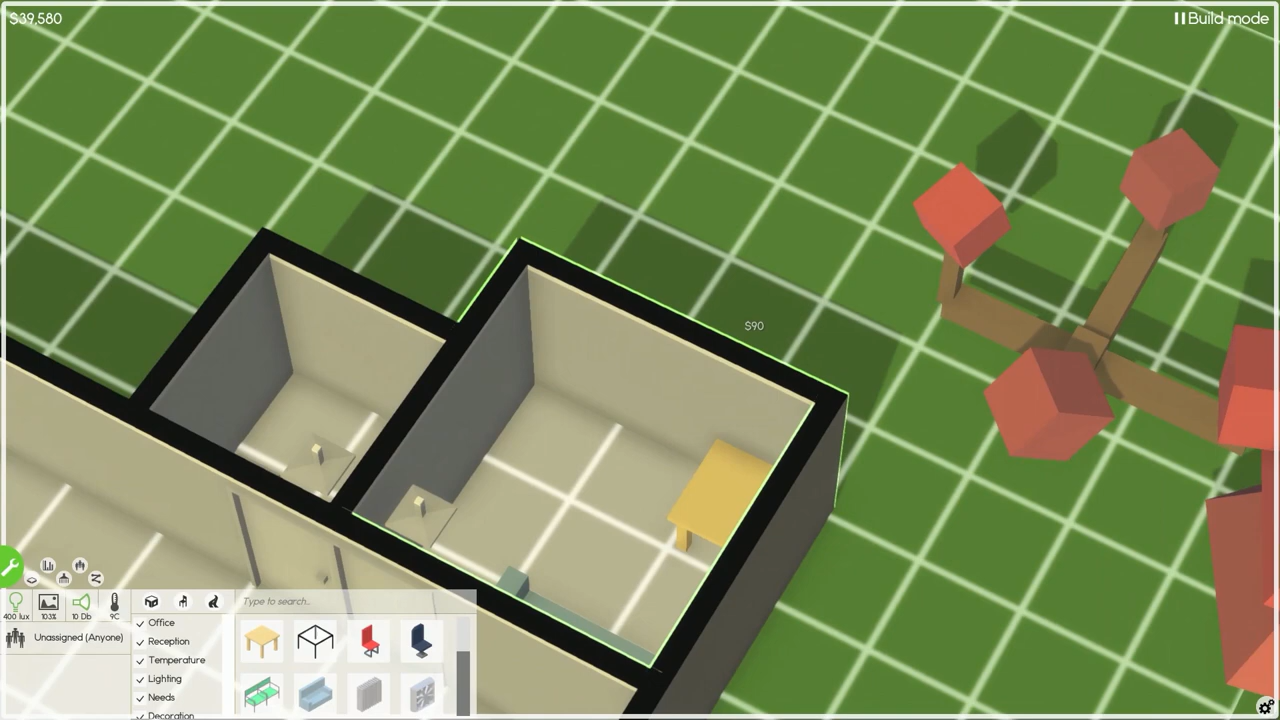 $39,580
Build mode
$90
400 lux
103%
10 Db
9C
Unassigned (Anyone)
Office
Reception
Temperature
Lighting
Needs
Decoration
Type to search..